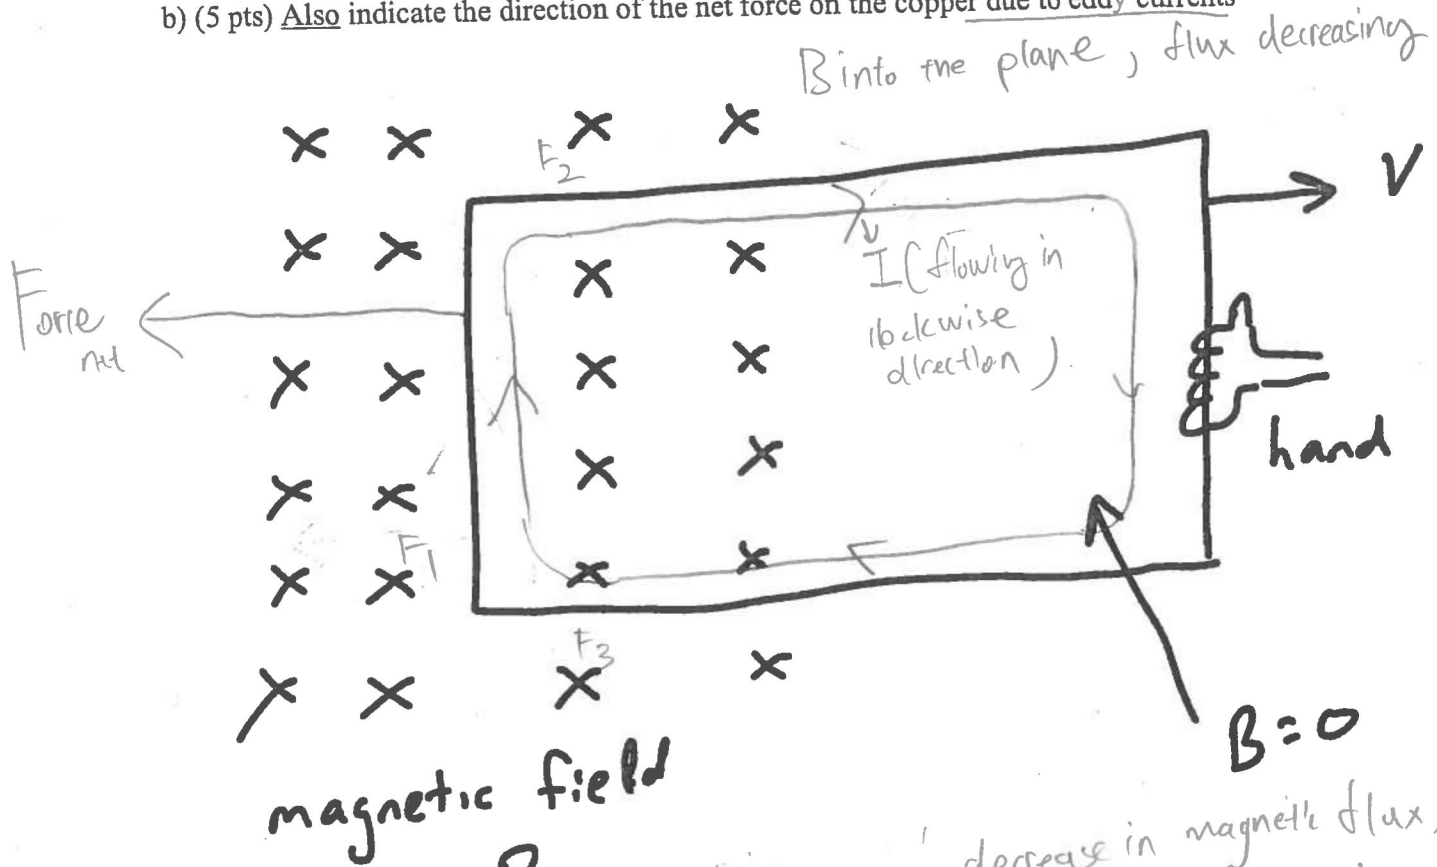 b) (5 pts) Also indicate the direction of the net force on the copper due to eddy currents
B into the plane, flux decreasing
F2
V
I (flowing in
clockwise
direction).
Force
net
hand
F1
F3
B=0
magnetic field
decrease in magnetic flux,